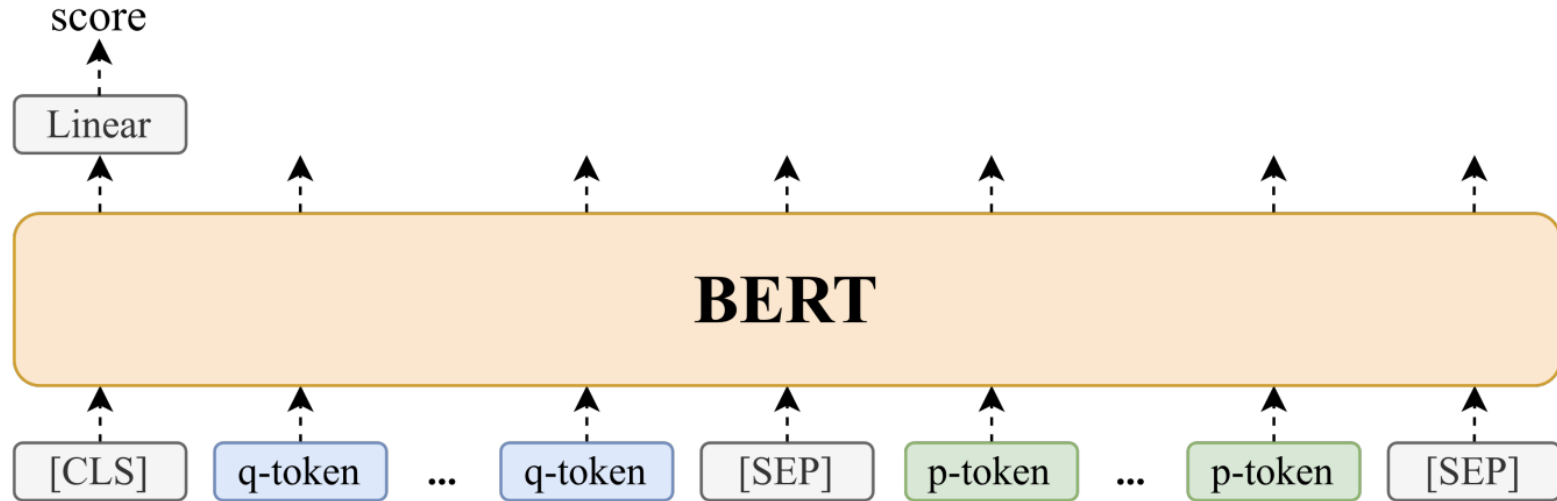 score
Linear
BERT
[CLS] q-token ... q-token [SEP] p-token ... p-token [SEP]